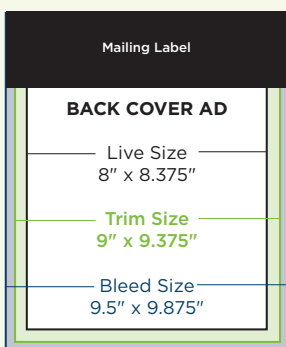 Mailing Label
BACK COVER AD
Live Size
8" x 8.375"
Trim Size
9" x 9.375"
Bleed Size
9.5" x 9.875"